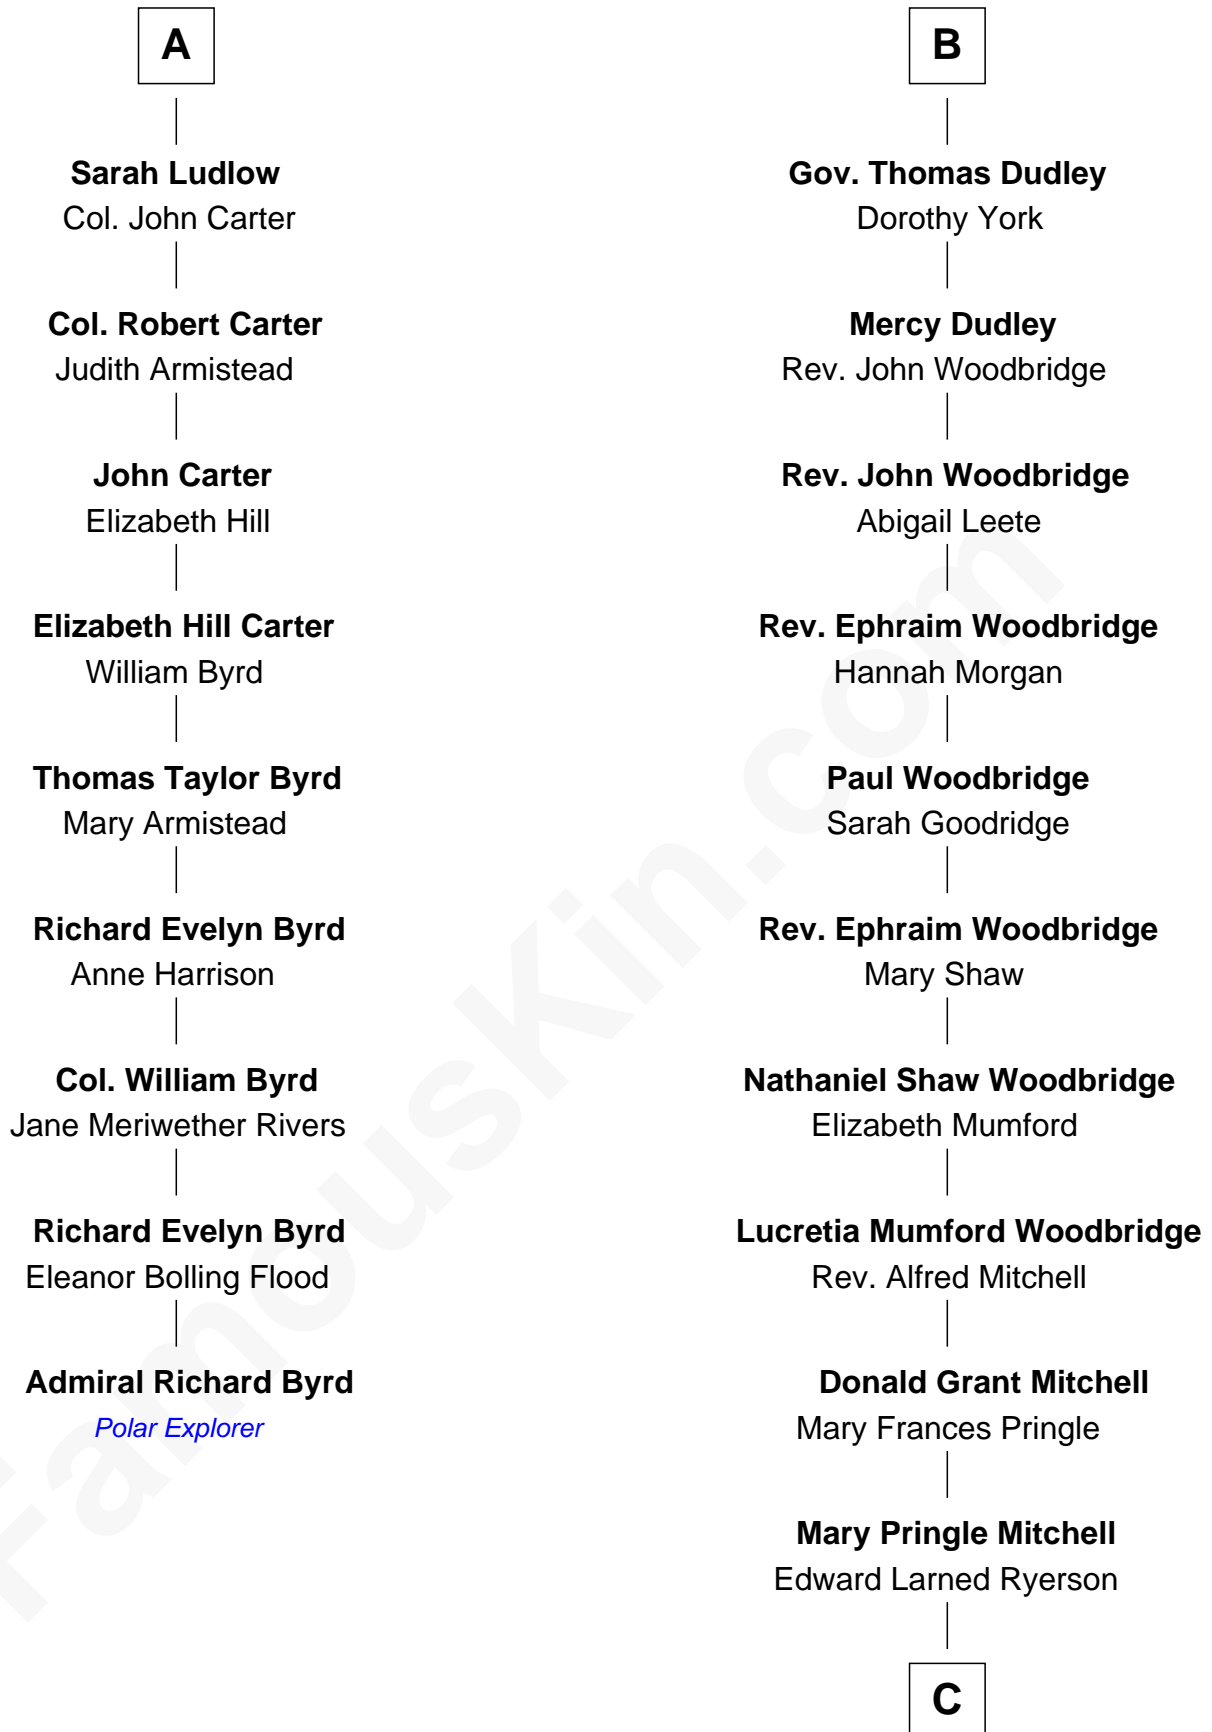 A
Sarah Ludlow
Col. John Carter
Col. Robert Carter
Judith Armistead
John Carter
Elizabeth Hill
Elizabeth Hill Carter
William Byrd
Thomas Taylor Byrd
Mary Armistead
Richard Evelyn Byrd
Anne Harrison
Col. William Byrd
Jane Meriwether Rivers
Richard Evelyn Byrd
Eleanor Bolling Flood
Admiral Richard Byrd
Polar Explorer
B
Gov. Thomas Dudley
Dorothy York
Mercy Dudley
Rev. John Woodbridge
Rev. John Woodbridge
Abigail Leete
Rev. Ephraim Woodbridge
Hannah Morgan
Paul Woodbridge
Sarah Goodridge
Rev. Ephraim Woodbridge
Mary Shaw
Nathaniel Shaw Woodbridge
Elizabeth Mumford
Lucretia Mumford Woodbridge
Rev. Alfred Mitchell
Donald Grant Mitchell
Mary Frances Pringle
Mary Pringle Mitchell
Edward Larned Ryerson
C
FamousKin.com